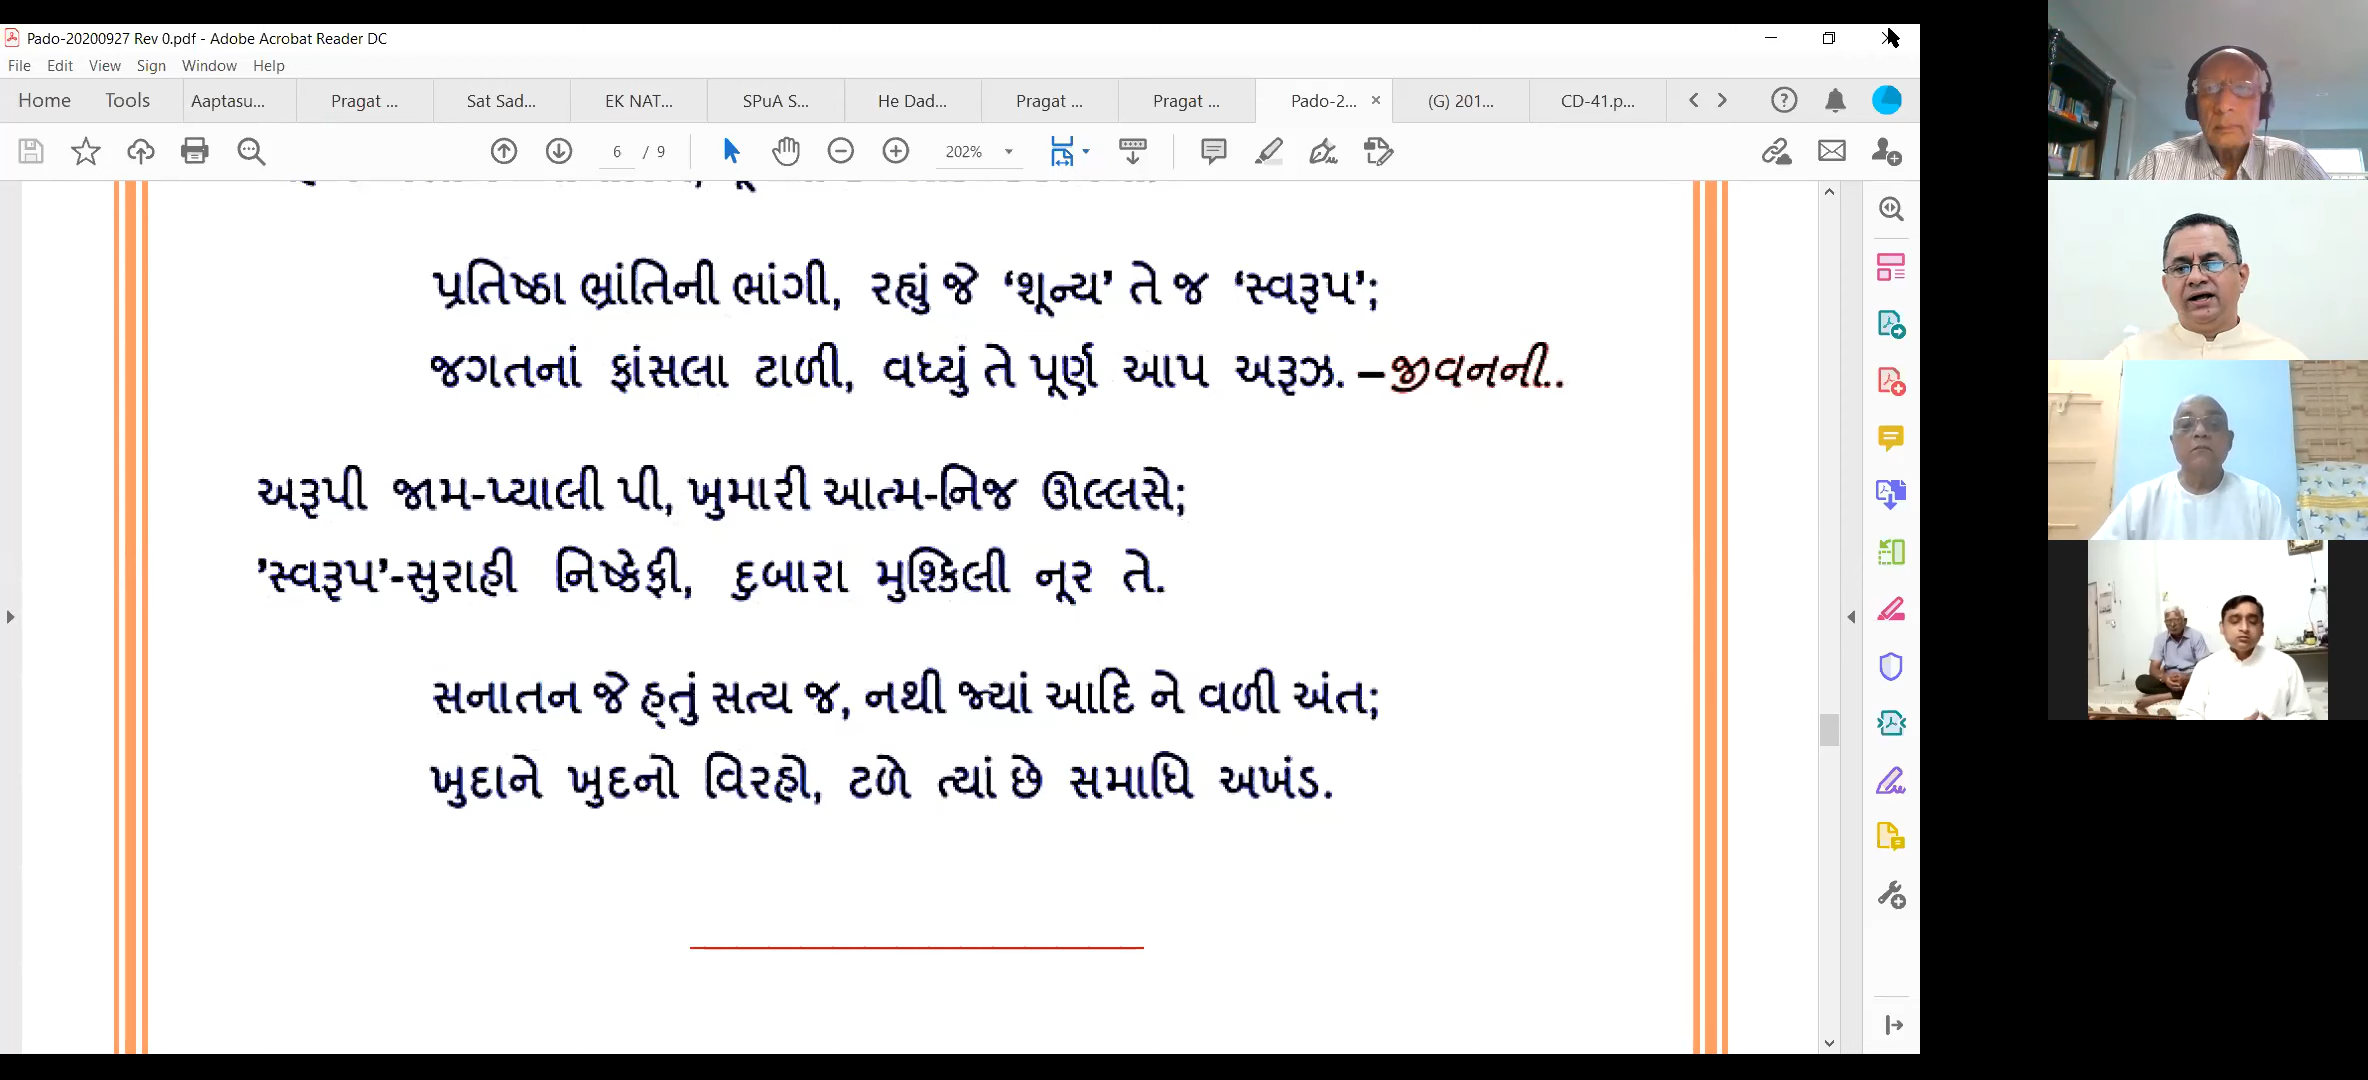 Pado-20200927 Rev 0.pdf - Adobe Acrobat Reader DC
File Edit View Sign Window Help
Home Tools Aaptasu... Pragat ... Sat Sad... EK NAT... SPuA S... He Dad... Pragat ... Pragat ... Pado-2... × (G) 201... CD-41.p...
6 / 9 202%
પ્રતિષ્ઠા ભ્રાંતિની ભાંગી, રહ્યું જે ‘શૂન્ય’ તે જ ‘સ્વરૂપ’;
જગતનાં ફાંસલા ટાળી, વધ્યું તે પૂર્ણ આપ અરૂઝ. –જીવનની..
અરૂપી જામ-પ્યાલી પી, ખુમારી આત્મ-નિજ ઊલ્લસે;
’સ્વરૂપ’-સુરાહી નિષ્કેફી, દુબારા મુશ્કિલી નૂર તે.
સનાતન જે હ્તું સત્ય જ, નથી જ્યાં આદિ ને વળી અંત;
ખુદાને ખુદનો વિરહો, ટળે ત્યાં છે સમાધિ અખંડ.